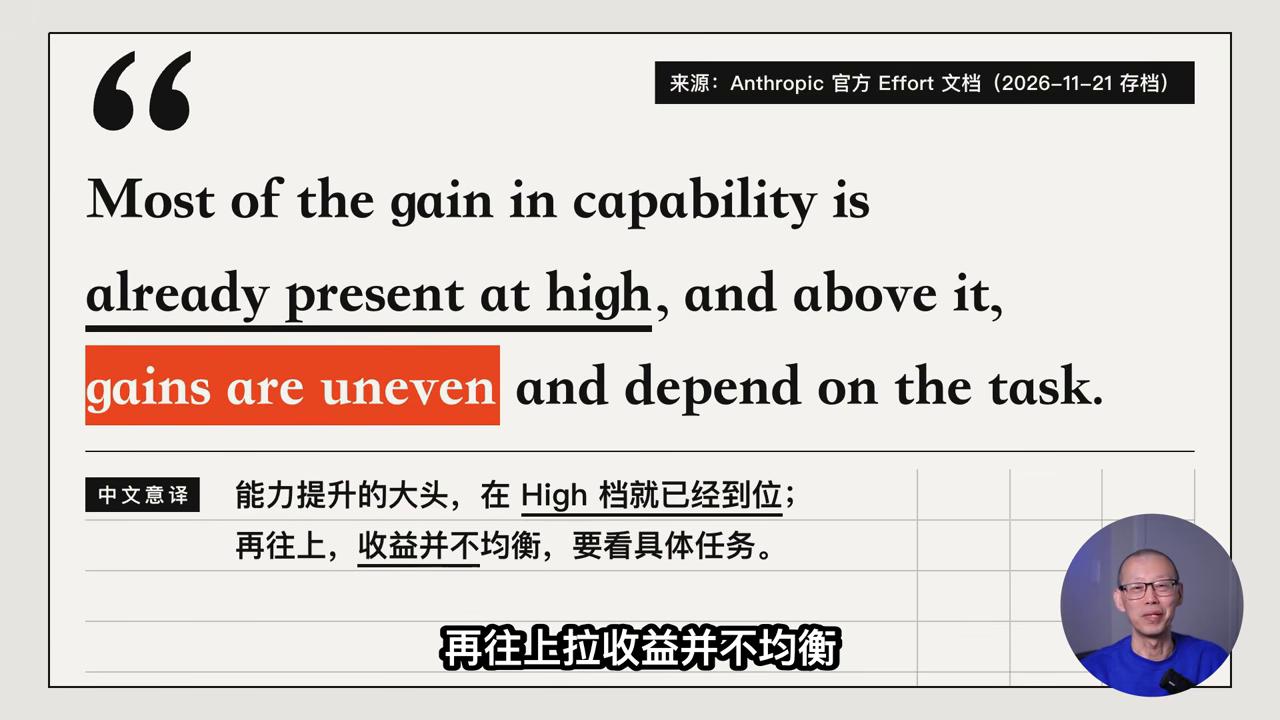 “
来源：Anthropic 官方 Effort 文档（2026-11-21 存档）
Most of the gain in capability is
already present at high, and above it,
gains are uneven and depend on the task.
中文意译
能力提升的大头，在 High 档就已经到位；
再往上，收益并不均衡，要看具体任务。
再往上拉收益并不均衡